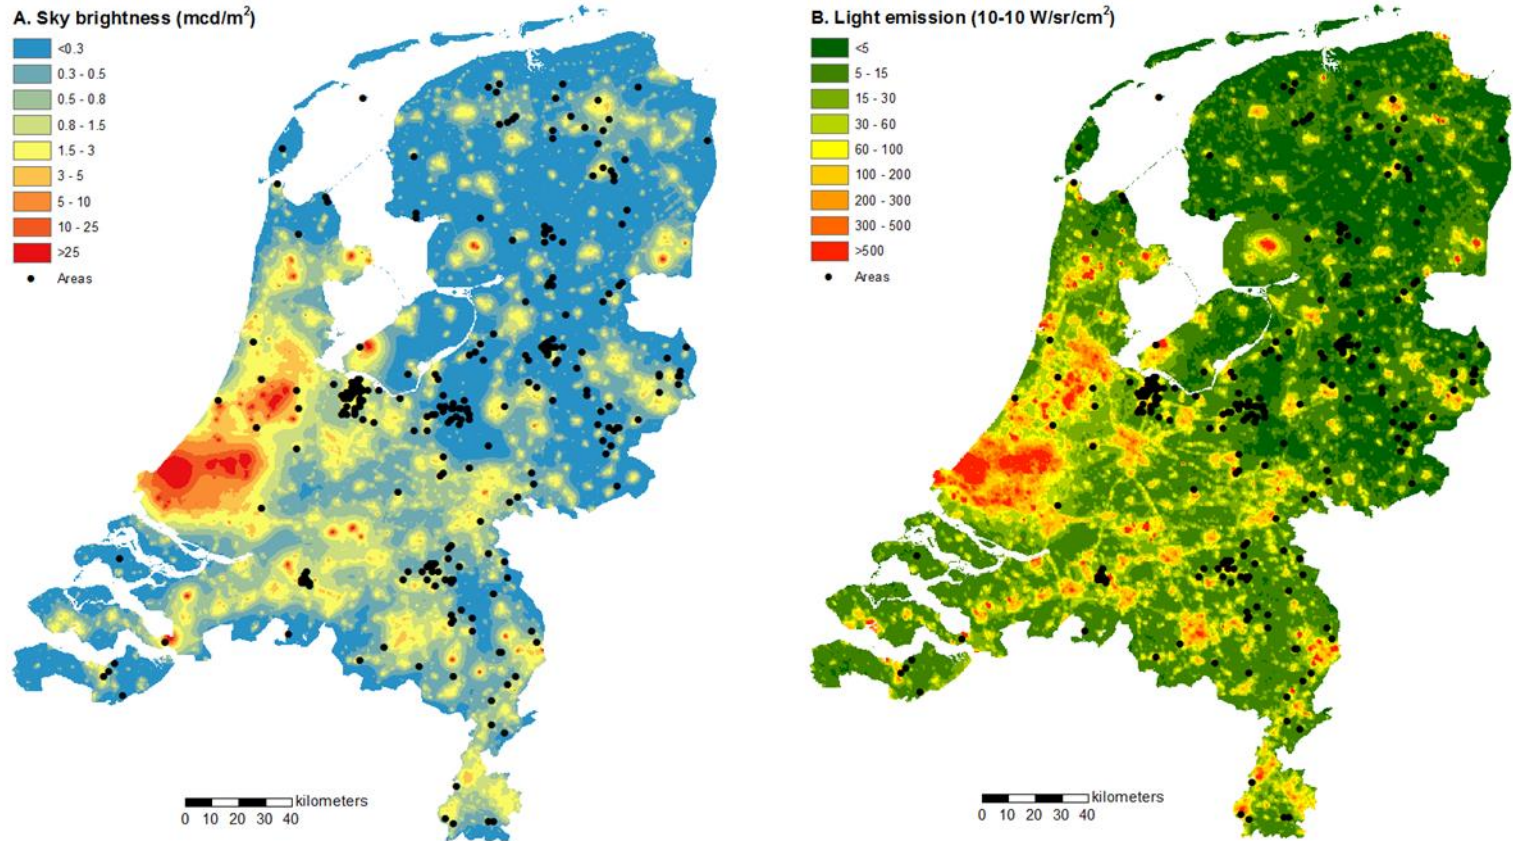 A. Sky brightness (mcd/m²)
<0.3
0.3 - 0.5
0.5 - 0.8
0.8 - 1.5
1.5 - 3
3 - 5
5 - 10
10 - 25
>25
Areas
kilometers
0 10 20 30 40
B. Light emission (10-10 W/sr/cm²)
<5
5 - 15
15 - 30
30 - 60
60 - 100
100 - 200
200 - 300
300 - 500
>500
Areas
kilometers
0 10 20 30 40